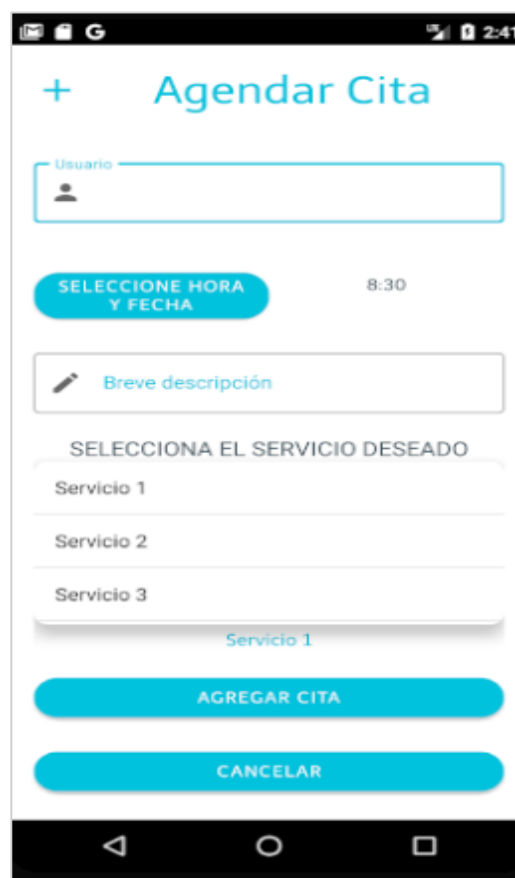 G 2:41
+ Agendar Cita
Usuario
SELECCIONE HORA
Y FECHA
8:30
Breve descripción
SELECCIONA EL SERVICIO DESEADO
Servicio 1
Servicio 2
Servicio 3
Servicio 1
AGREGAR CITA
CANCELAR